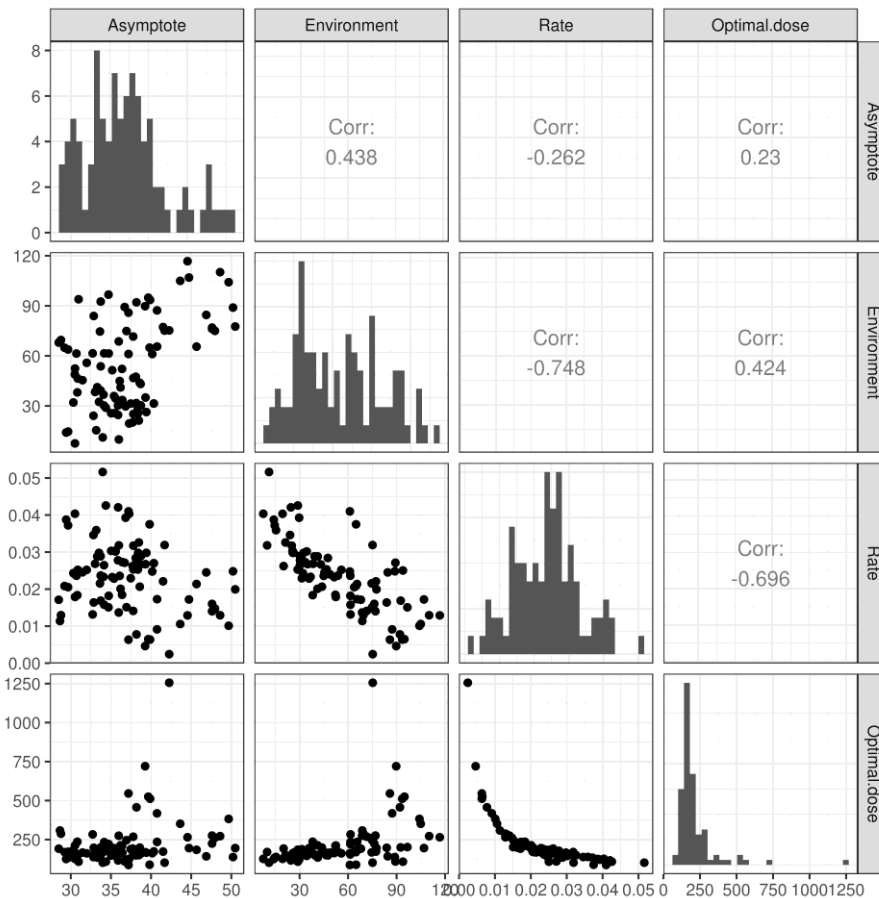 Asymptote Environment Rate Optimal.dose
8
6
4
2
0
Corr:
0.438
Corr:
-0.262
Corr:
0.23
Asymptote
120
90
60
30
Corr:
-0.748
Corr:
0.424
Environment
0.05
0.04
0.03
0.02
0.01
0.00
Corr:
-0.696
Rate
1250
1000
750
500
250
Optimal.dose
30 35 40 45 50
30 60 90 120
0.00 0.01 0.02 0.03 0.04 0.05
0 250 500 750 1000 1250